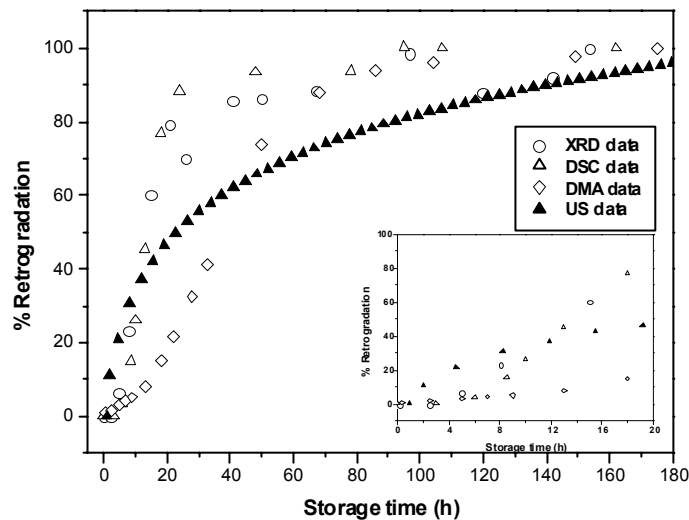 100
80
60
40
20
0
% Retrogradation
0 20 40 60 80 100 120 140 160 180
Storage time (h)
XRD data
DSC data
DMA data
US data
100
80
60
40
20
0
% Retrogradation
0 4 8 12 16 20
Storage time (h)